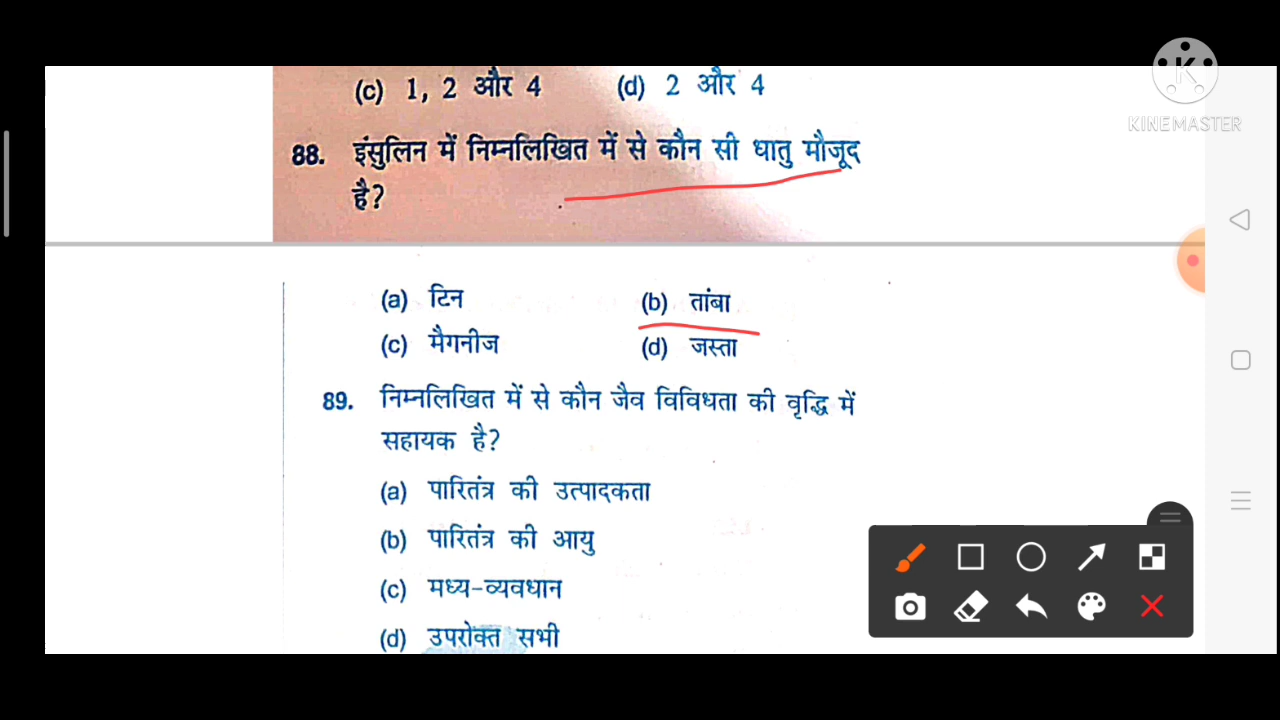 (c) 1, 2 और 4 (d) 2 और 4
KINEMASTER
88. इंसुलिन में निम्नलिखित में से कौन सी धातु मौजूद
है?
(a) टिन (b) तांबा
(c) मैगनीज (d) जस्ता
89. निम्नलिखित में से कौन जैव विविधता की वृद्धि में
सहायक है?
(a) पारितंत्र की उत्पादकता
(b) पारितंत्र की आयु
(c) मध्य-व्यवधान
(d) उपरोक्त सभी